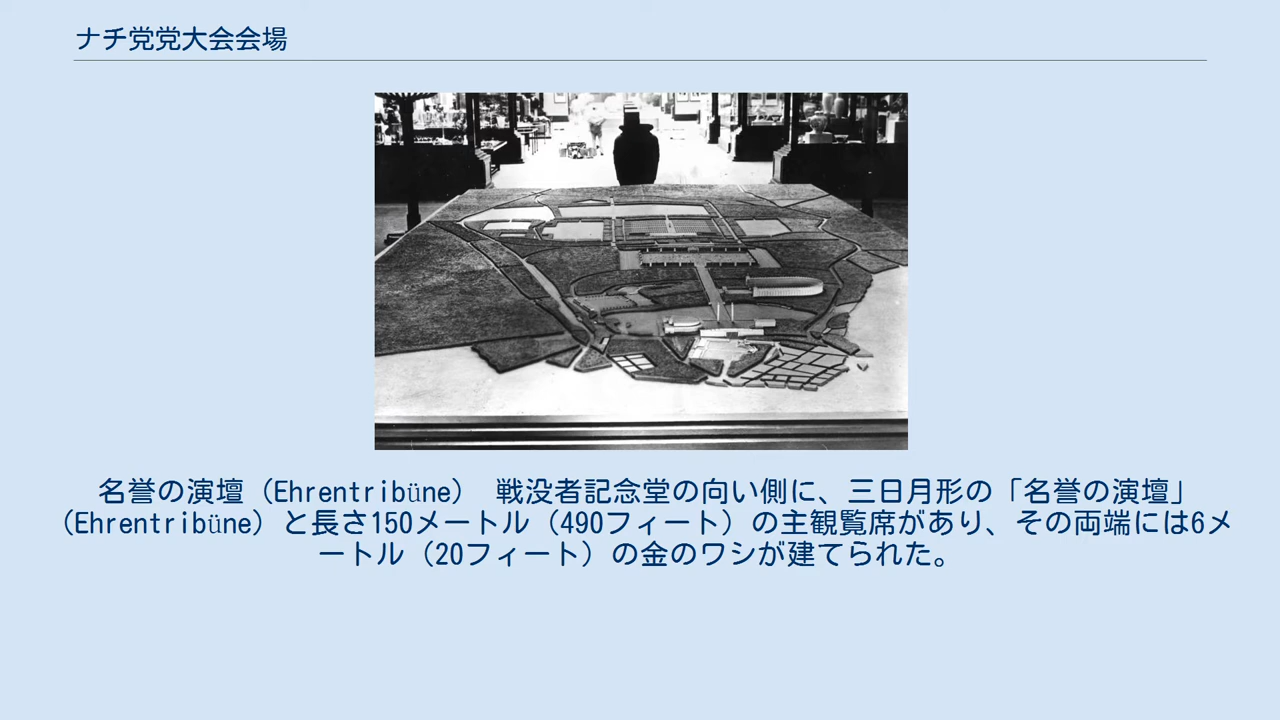 ナチ党党大会会場
名誉の演壇（Ehrentribüne） 戦没者記念堂の向い側に、三日月形の「名誉の演壇」
（Ehrentribüne）と長さ150メートル（490フィート）の主観覧席があり、その両端には6メ
ートル（20フィート）の金のワシが建てられた。